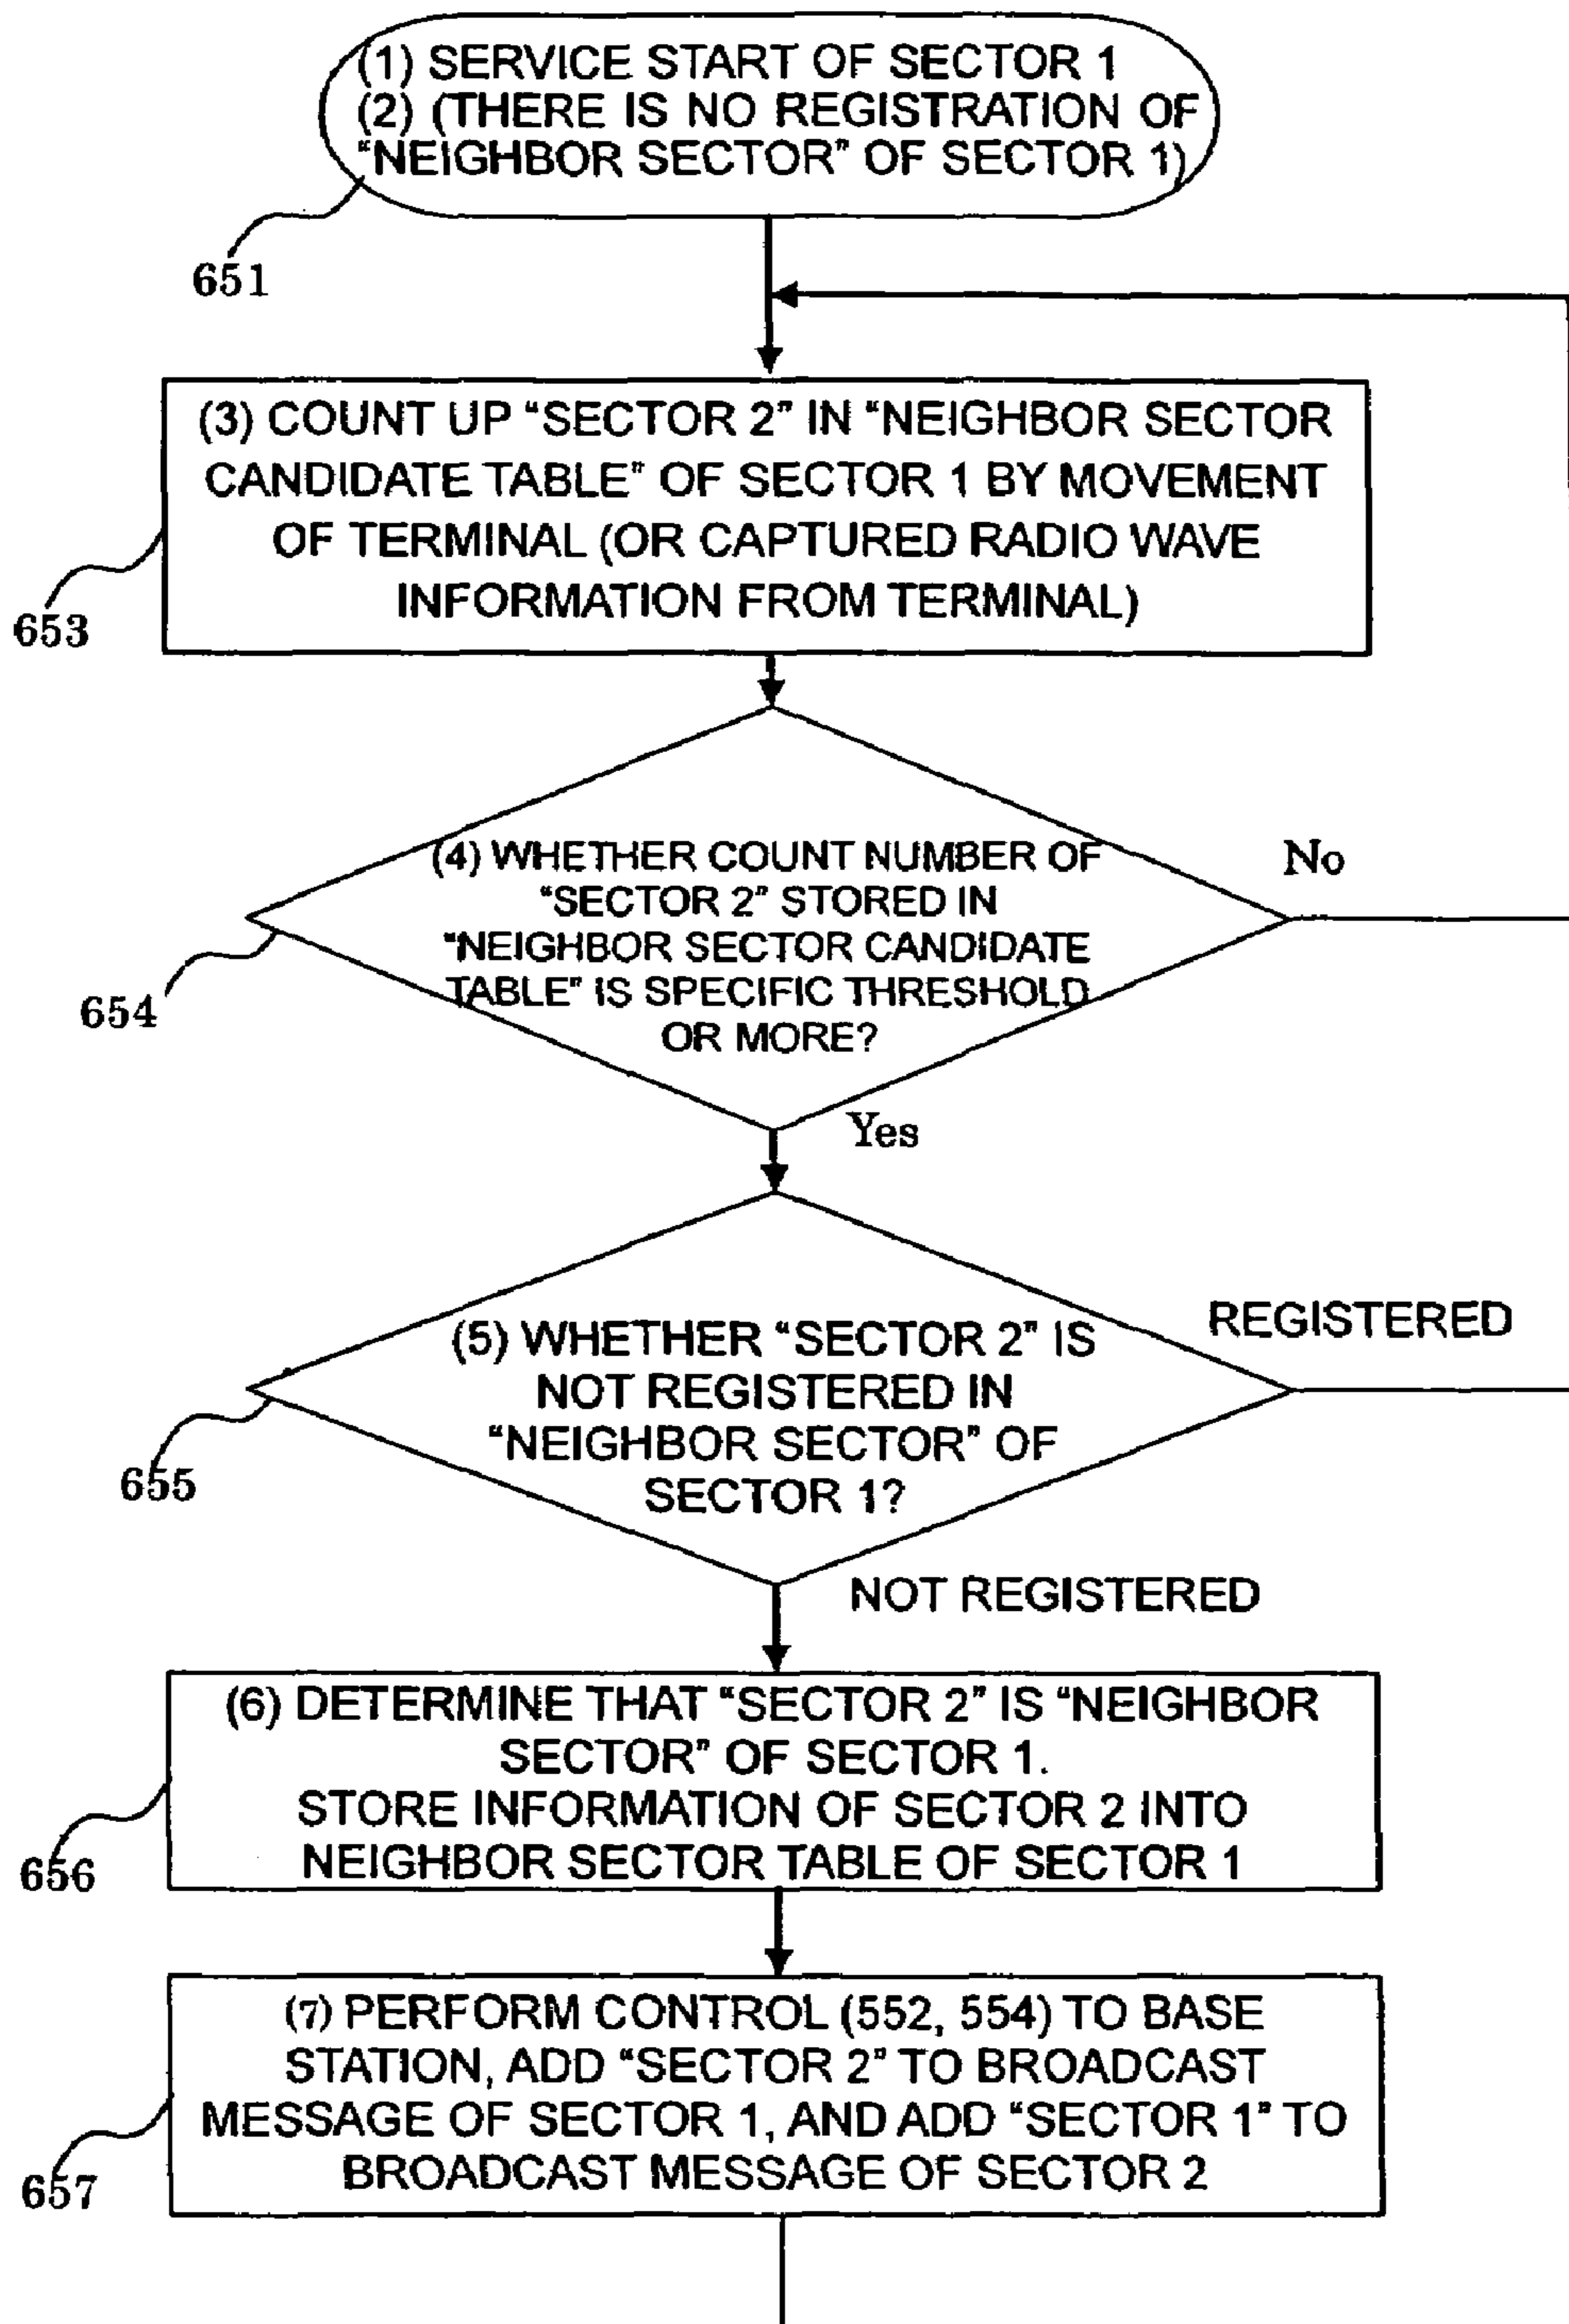 (1) SERVICE START OF SECTOR 1
(2) (THERE IS NO REGISTRATION OF
"NEIGHBOR SECTOR" OF SECTOR 1)
651
(3) COUNT UP "SECTOR 2" IN "NEIGHBOR SECTOR
CANDIDATE TABLE" OF SECTOR 1 BY MOVEMENT
OF TERMINAL (OR CAPTURED RADIO WAVE
INFORMATION FROM TERMINAL)
653
(4) WHETHER COUNT NUMBER OF
"SECTOR 2" STORED IN
"NEIGHBOR SECTOR CANDIDATE
TABLE" IS SPECIFIC THRESHOLD
OR MORE?
No
654
Yes
(5) WHETHER "SECTOR 2" IS
NOT REGISTERED IN
"NEIGHBOR SECTOR" OF
SECTOR 1?
REGISTERED
655
NOT REGISTERED
(6) DETERMINE THAT "SECTOR 2" IS "NEIGHBOR
SECTOR" OF SECTOR 1.
STORE INFORMATION OF SECTOR 2 INTO
NEIGHBOR SECTOR TABLE OF SECTOR 1
656
(7) PERFORM CONTROL (552, 554) TO BASE
STATION, ADD "SECTOR 2" TO BROADCAST
MESSAGE OF SECTOR 1, AND ADD "SECTOR 1" TO
BROADCAST MESSAGE OF SECTOR 2
657